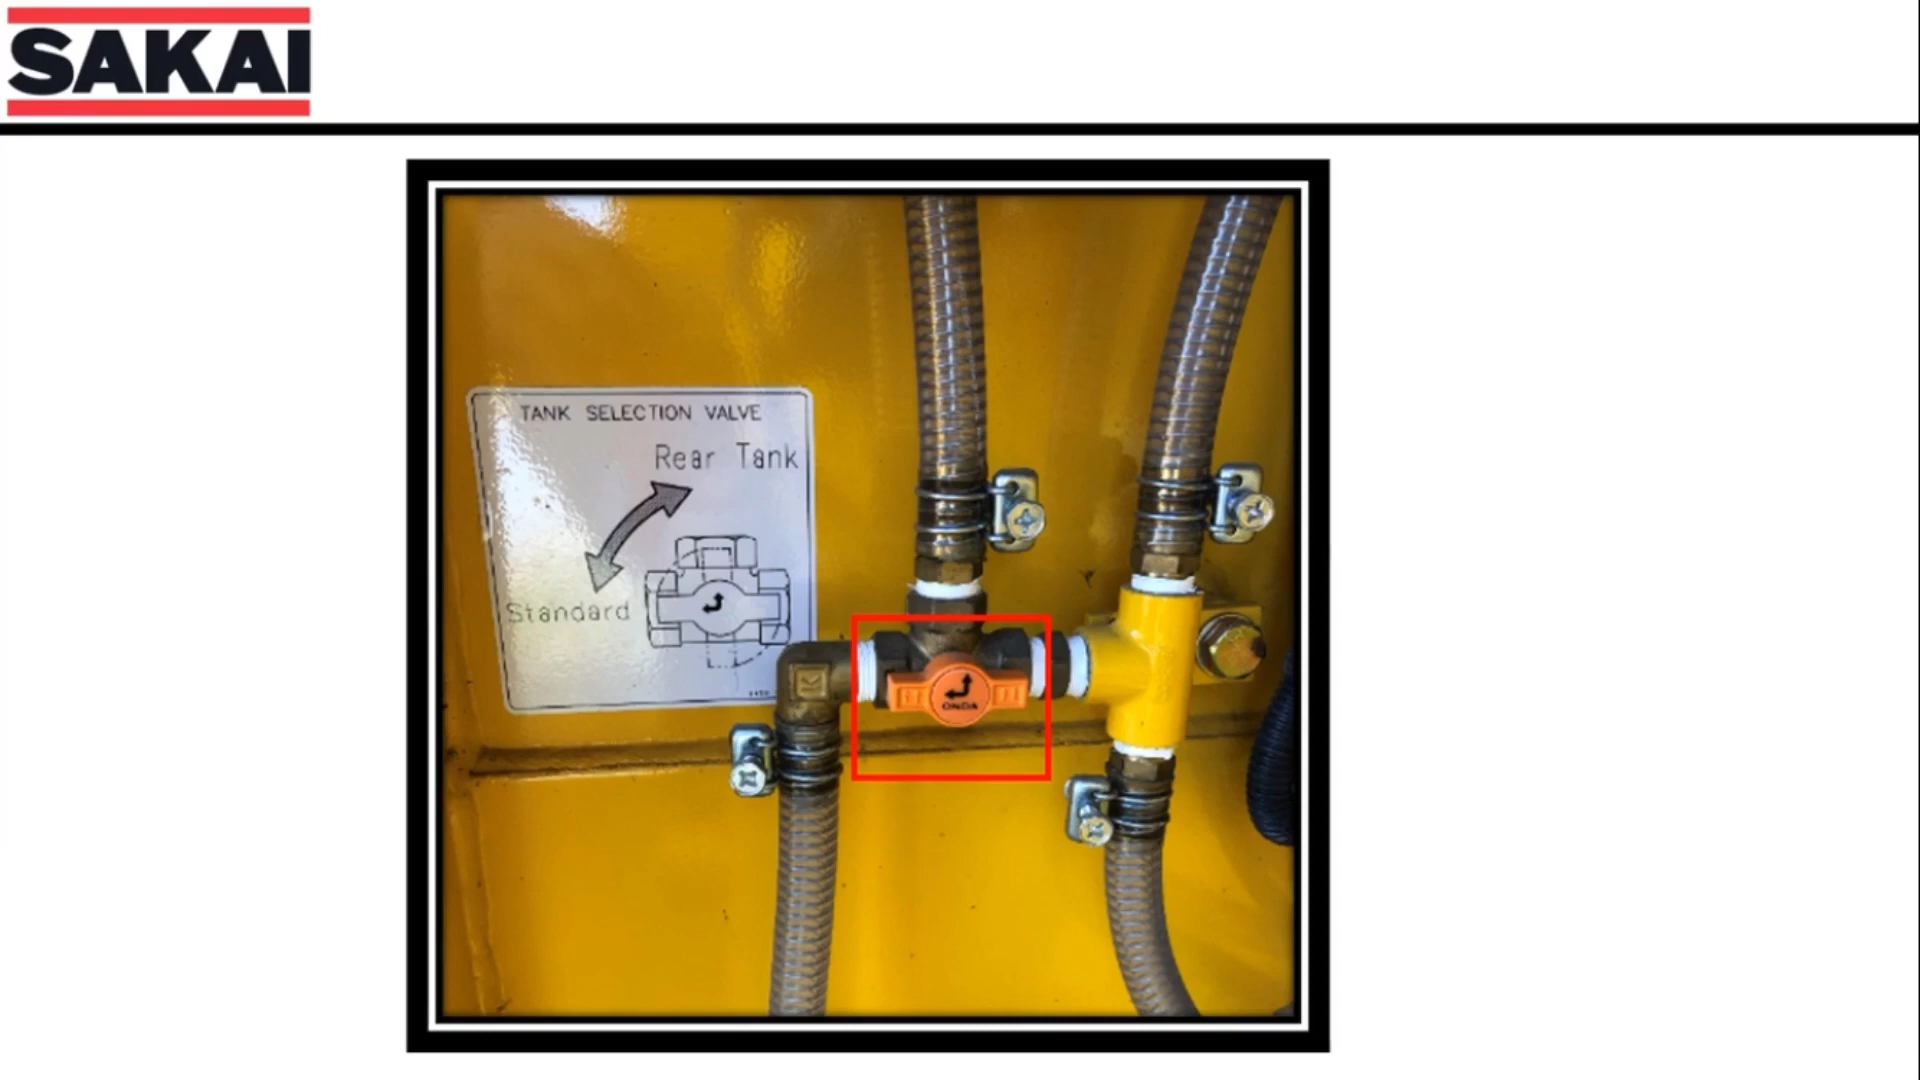 SAKAI
TANK SELECTION VALVE
Rear Tank
Standard
ONDA